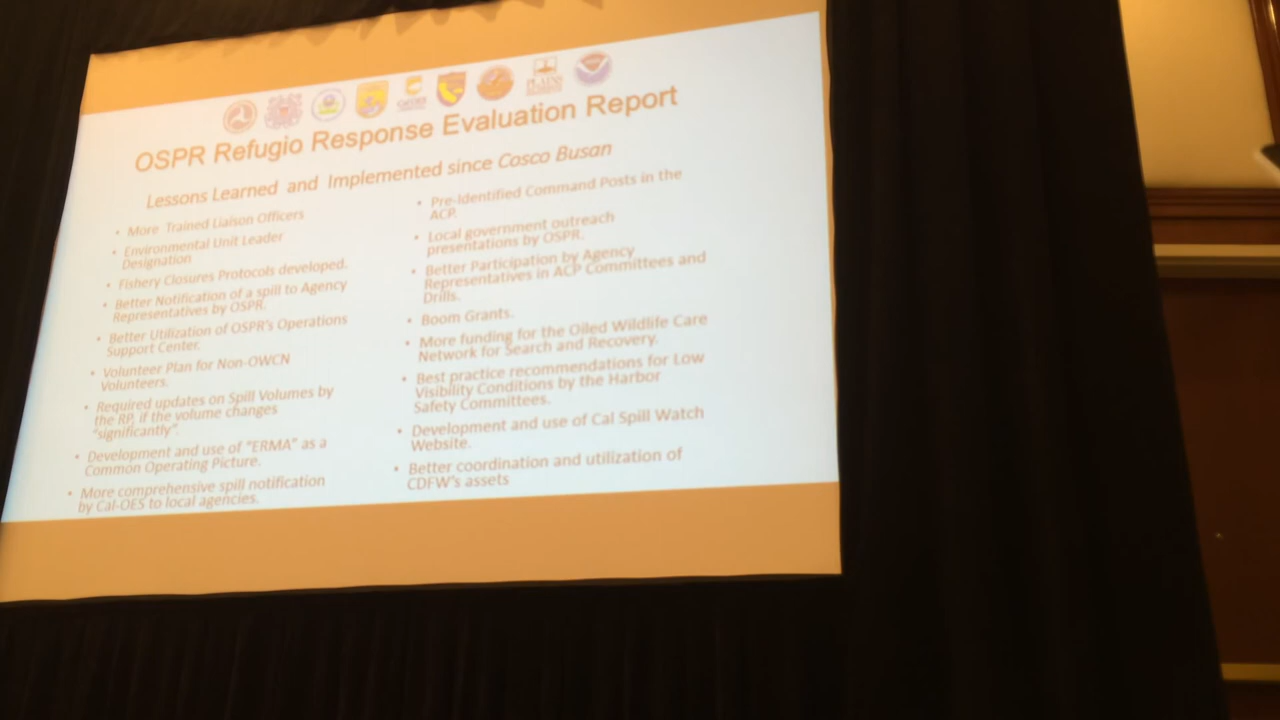 OSPR Refugio Response Evaluation Report
Lessons Learned and Implemented since Cosco Busan
• More Trained Liaison Officers
• Environmental Unit Leader
Designation
• Fishery Closures Protocols developed.
• Better Notification of a spill to Agency
Representatives by OSPR.
• Better Utilization of OSPR's Operations
Support Center.
• Volunteer Plan for Non-OWCN
Volunteers.
• Required updates on Spill Volumes by
the RP, if the volume changes
"significantly".
• Development and use of "ERMA" as a
Common Operating Picture.
• More comprehensive spill notification
by Cal-OES to local agencies.
• Pre-Identified Command Posts in the
ACP.
• Local government outreach
presentations by OSPR.
• Better Participation by Agency
Representatives in ACP Committees and
Drills.
• Boom Grants.
• More funding for the Oiled Wildlife Care
Network for Search and Recovery.
• Best practice recommendations for Low
Visibility Conditions by the Harbor
Safety Committees.
• Development and use of Cal Spill Watch
Website.
• Better coordination and utilization of
CDFW's assets